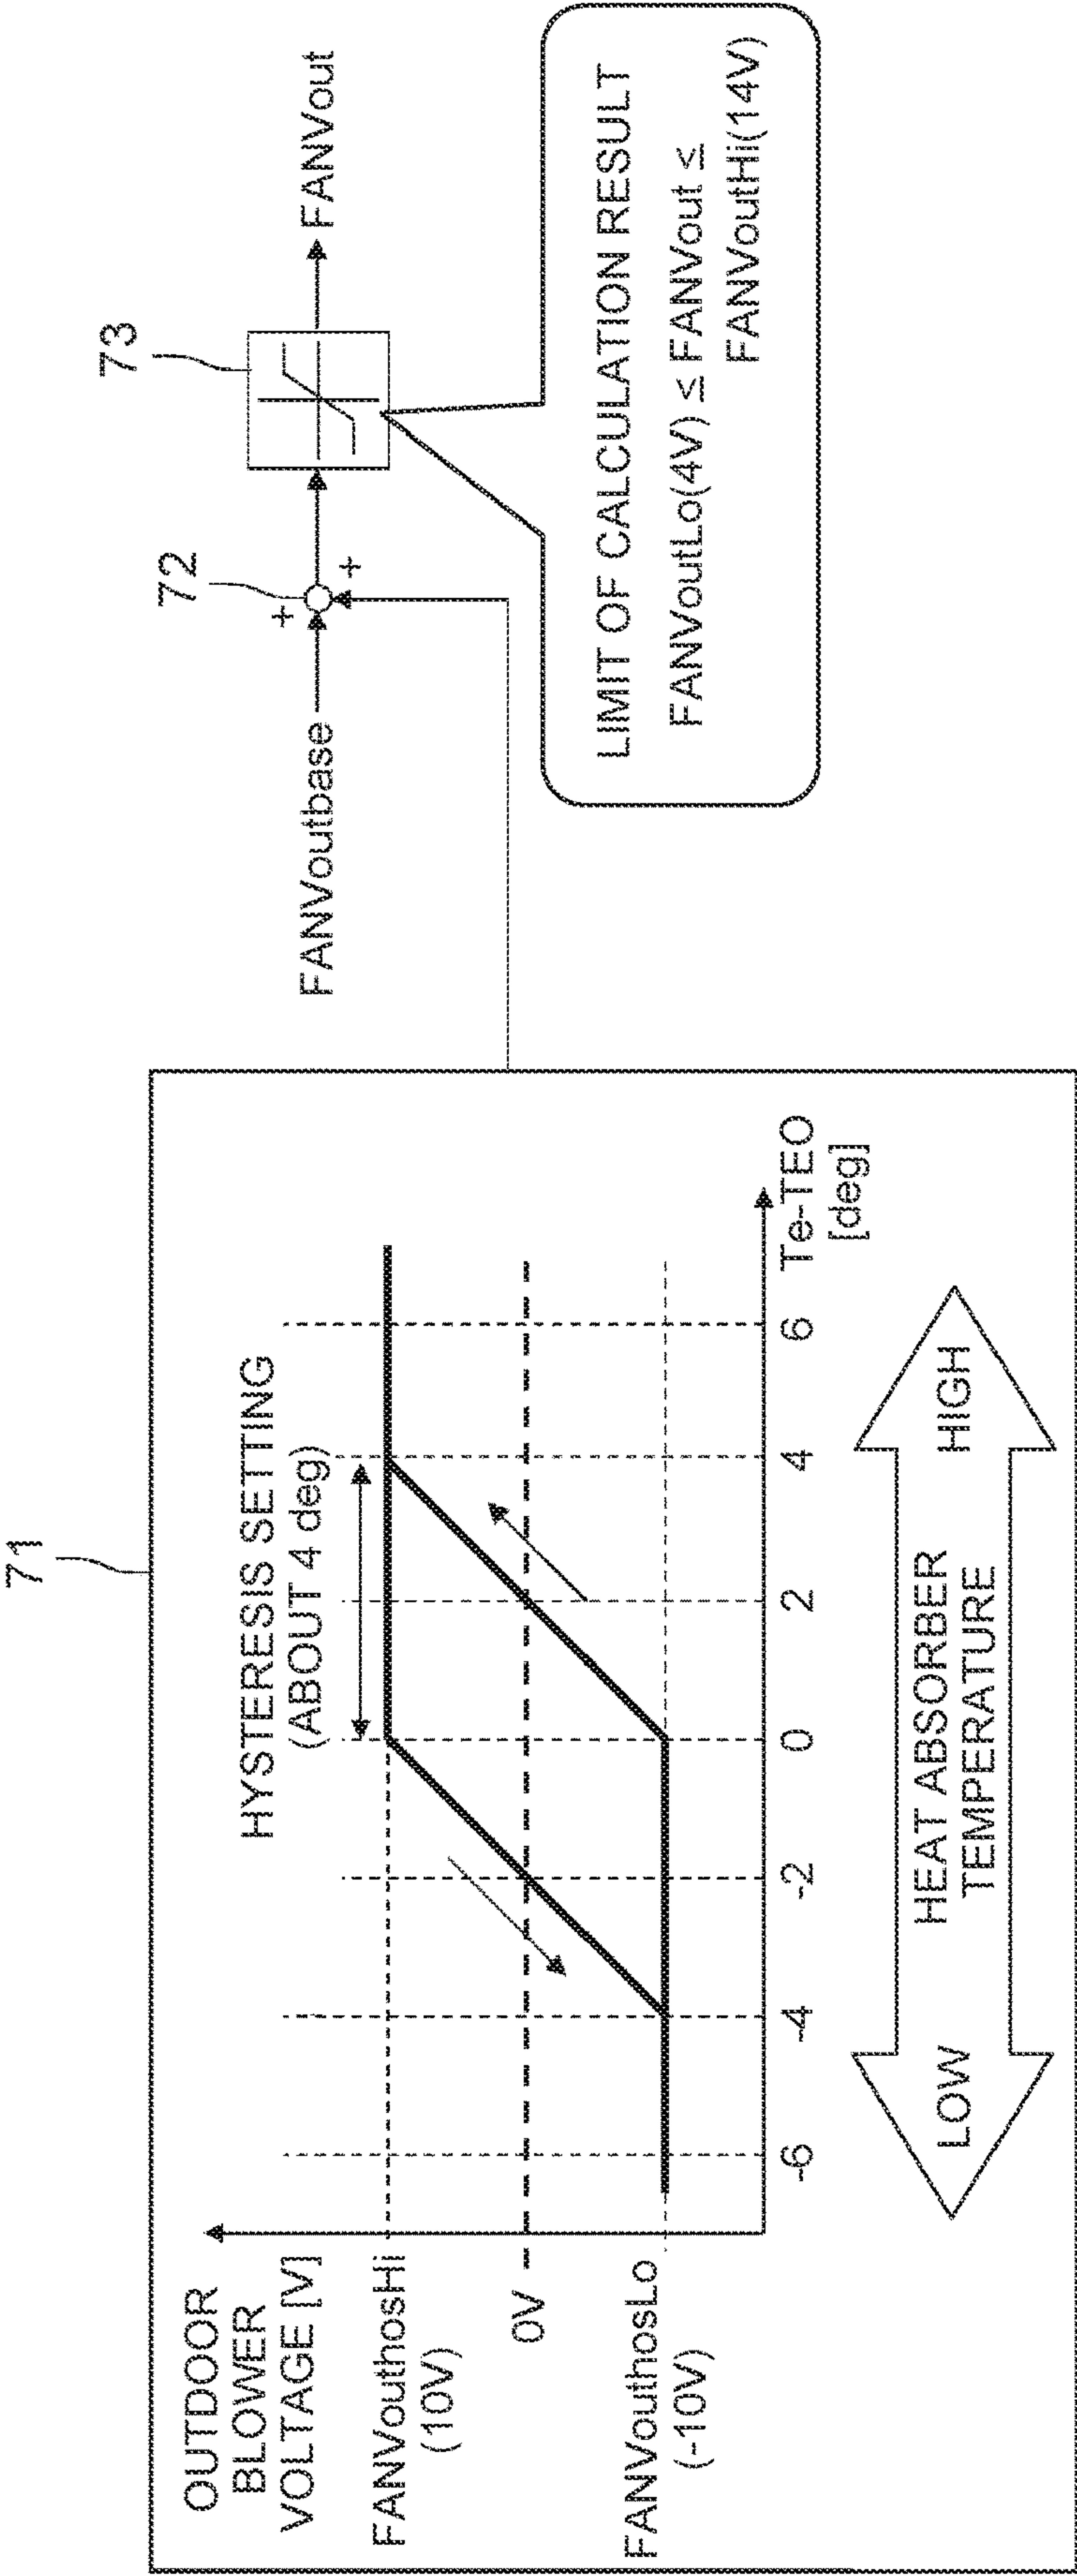 71
OUTDOOR
BLOWER
VOLTAGE [V]
FANVouthosHi
(10V)
0V
FANVouthosLo
(-10V)
HYSTERESIS SETTING
(ABOUT 4 deg)
-6
-4
-2
0
2
4
6
Te-TEO
[deg]
LOW
HEAT ABSORBER
TEMPERATURE
HIGH
FANVoutbase
+
+
72
73
FANVout
LIMIT OF CALCULATION RESULT
FANVoutLo(4V) ≤ FANVout ≤
FANVoutHi(14V)